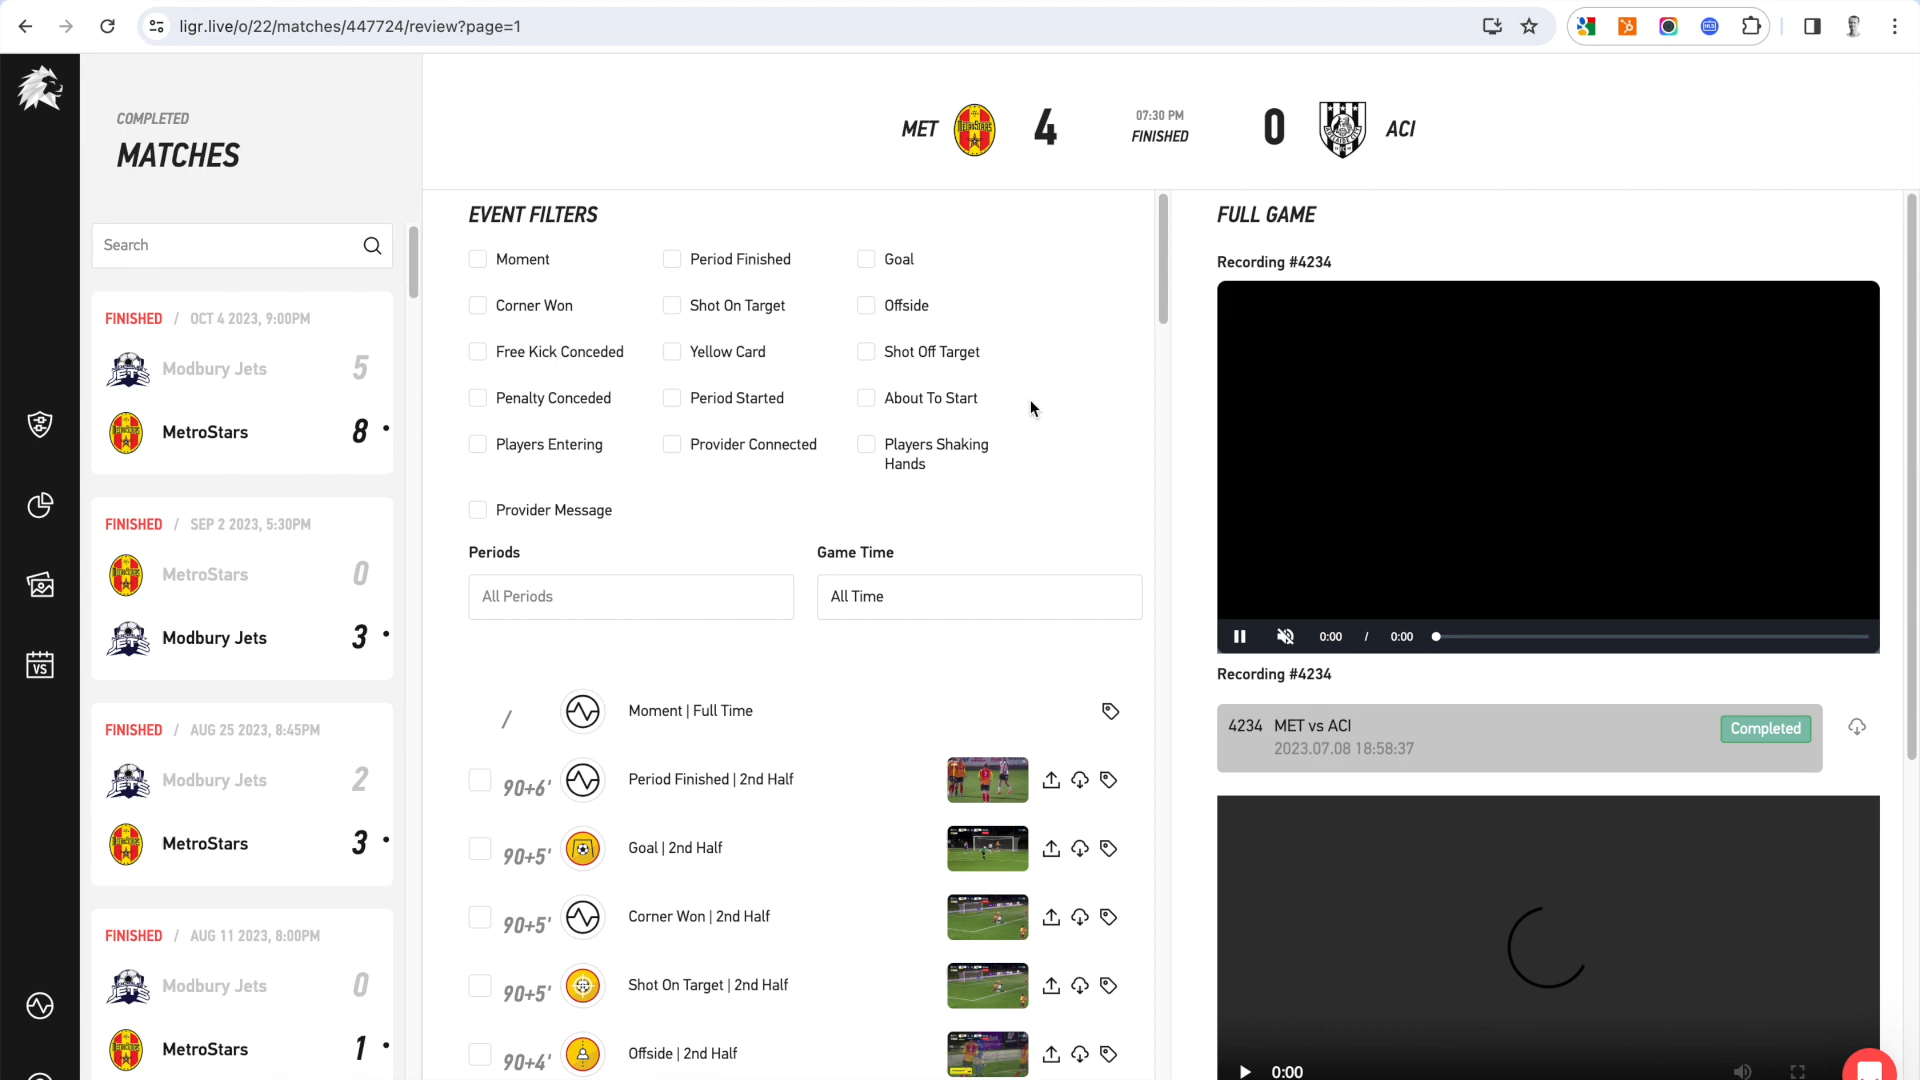 ligr.live/o/22/matches/447724/review?page=1
COMPLETED
MATCHES
Search
FINISHED / OCT 4 2023, 9:00PM
Modbury Jets 5
MetroStars 8
FINISHED / SEP 2 2023, 5:30PM
MetroStars 0
Modbury Jets 3
FINISHED / AUG 25 2023, 8:45PM
Modbury Jets 2
MetroStars 3
FINISHED / AUG 11 2023, 8:00PM
Modbury Jets 0
MetroStars 1
VS
MET 4 07:30 PM 0 ACI
FINISHED
EVENT FILTERS
Moment Period Finished Goal
Corner Won Shot On Target Offside
Free Kick Conceded Yellow Card Shot Off Target
Penalty Conceded Period Started About To Start
Players Entering Provider Connected Players Shaking
Hands
Provider Message
Periods Game Time
All Periods All Time
/ Moment | Full Time
90+6' Period Finished | 2nd Half
90+5' Goal | 2nd Half
90+5' Corner Won | 2nd Half
90+5' Shot On Target | 2nd Half
90+4' Offside | 2nd Half
FULL GAME
Recording #4234
0:00 / 0:00
Recording #4234
4234 MET vs ACI Completed
2023.07.08 18:58:37
0:00